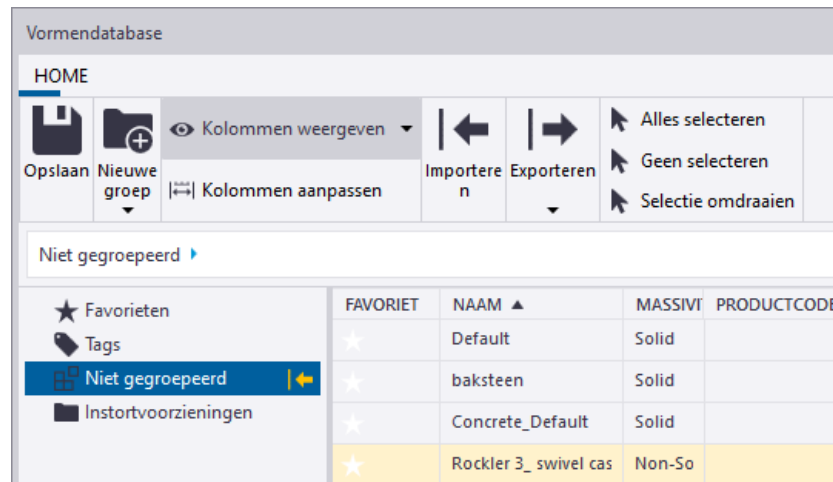 Vormendatabase
HOME
Opslaan
Nieuwe
groep
Kolommen weergeven
Kolommen aanpassen
Importere
n
Exporteren
Alles selecteren
Geen selecteren
Selectie omdraaien
Niet gegroepeerd
Favorieten
Tags
Niet gegroepeerd
Instortvoorzieningen
FAVORIET NAAM MASSIVI PRODUCTCODE
Default Solid
baksteen Solid
Concrete_Default Solid
Rockler 3_ swivel cas Non-So